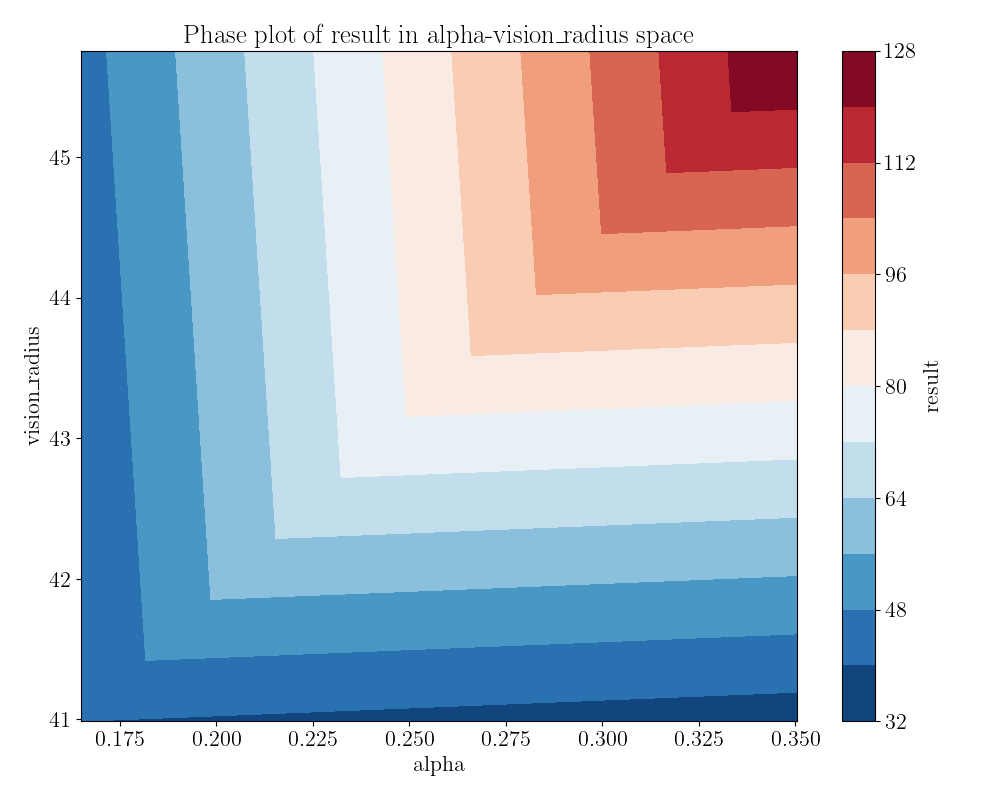 Phase plot of result in alpha-vision_radius space
128
112
96
80
64
48
32
result
45
44
43
42
41
vision_radius
0.175 0.200 0.225 0.250 0.275 0.300 0.325 0.350
alpha